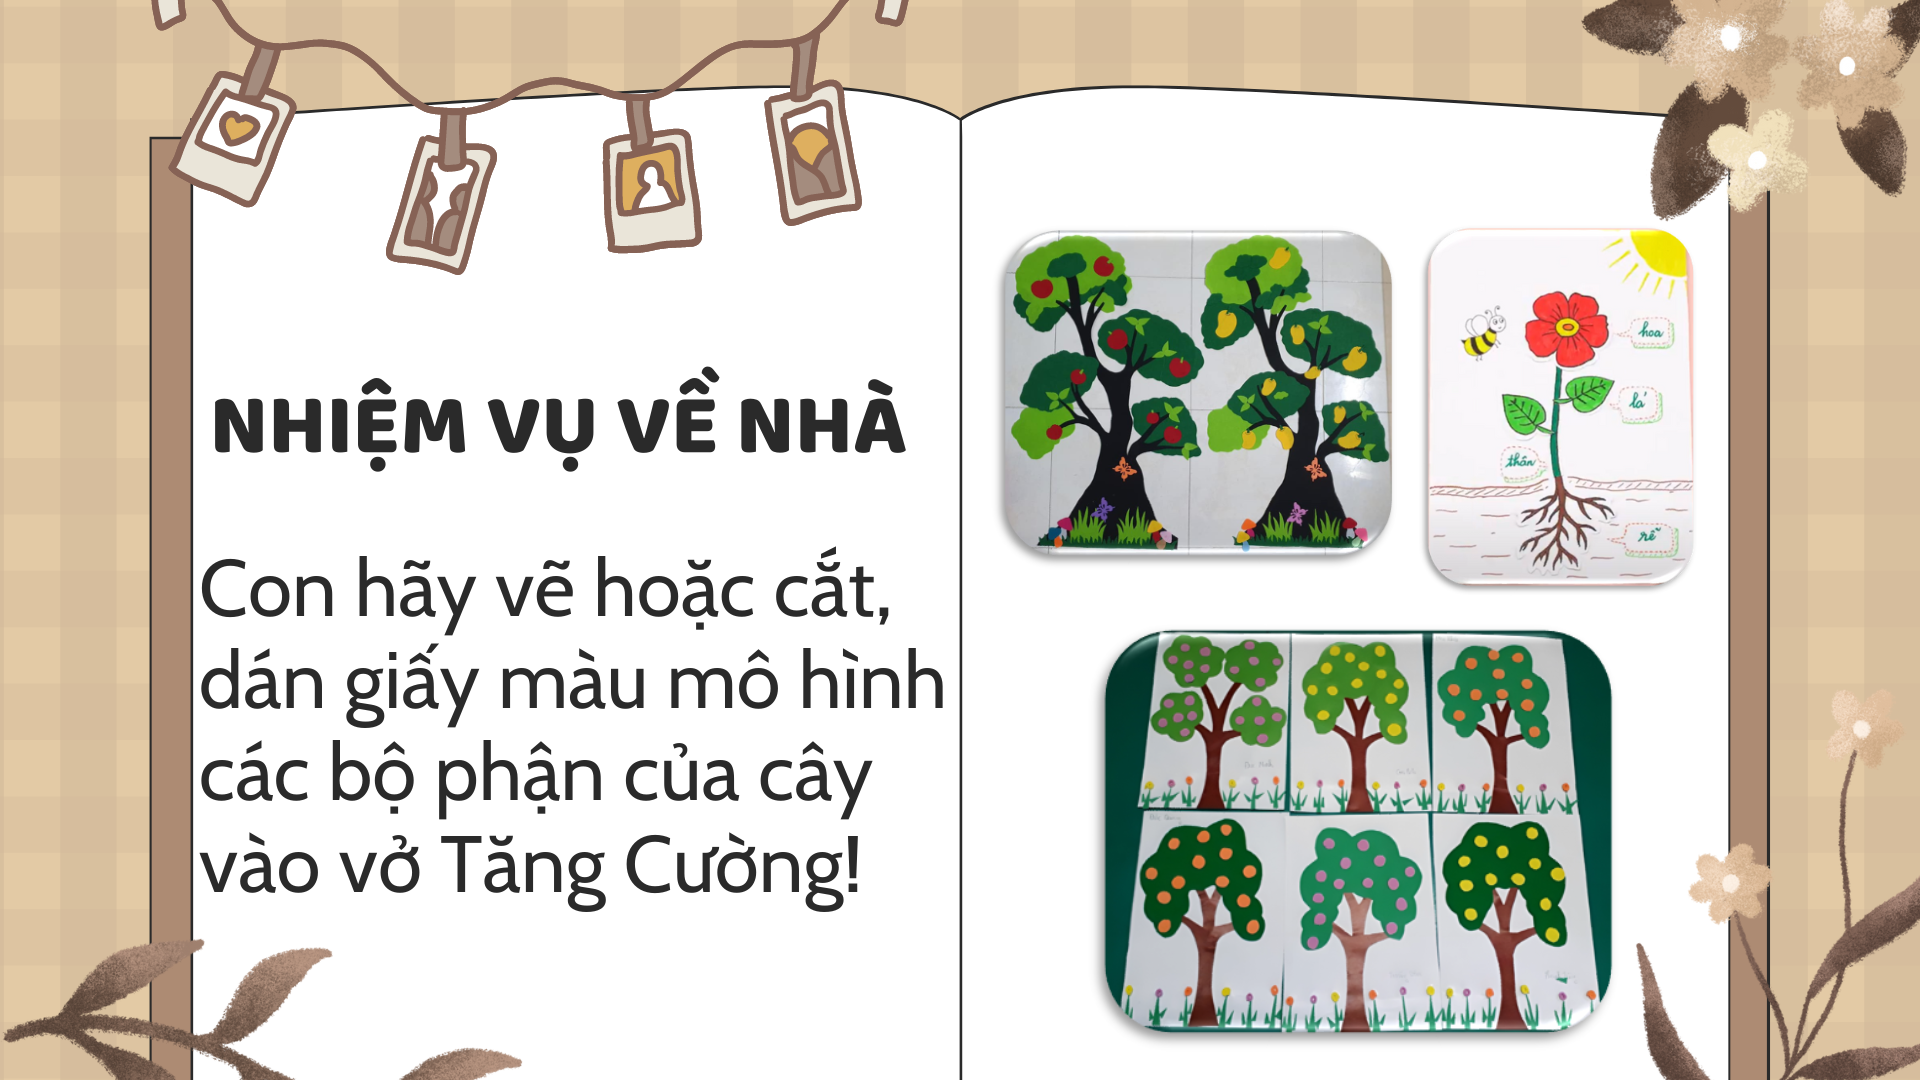 NHIỆM VỤ VỀ NHÀ
Con hãy vẽ hoặc cắt,
dán giấy màu mô hình
các bộ phận của cây
vào vở Tăng Cường!
hoa
lá
thân
rễ